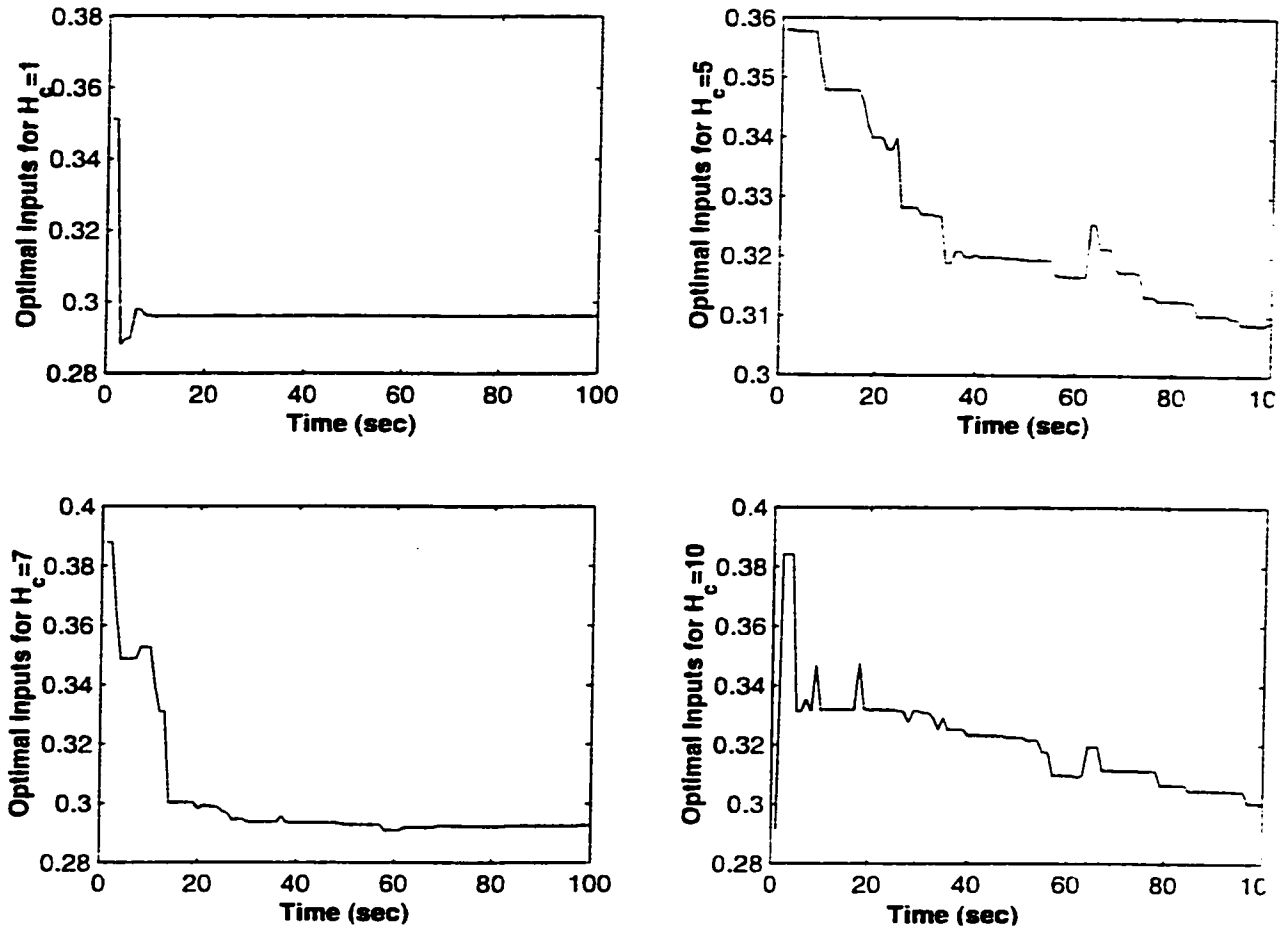 Optimal Inputs for H_c=1
0.38
0.36
0.34
0.32
0.3
0.28
0 20 40 60 80 100
Time (sec)
Optimal Inputs for H_c=5
0.36
0.35
0.34
0.33
0.32
0.31
0.3
0 20 40 60 80 10
Time (sec)
Optimal Inputs for H_c=7
0.4
0.38
0.36
0.34
0.32
0.3
0.28
0 20 40 60 80 100
Time (sec)
Optimal Inputs for H_c=10
0.4
0.38
0.36
0.34
0.32
0.3
0.28
0 20 40 60 80 10
Time (sec)